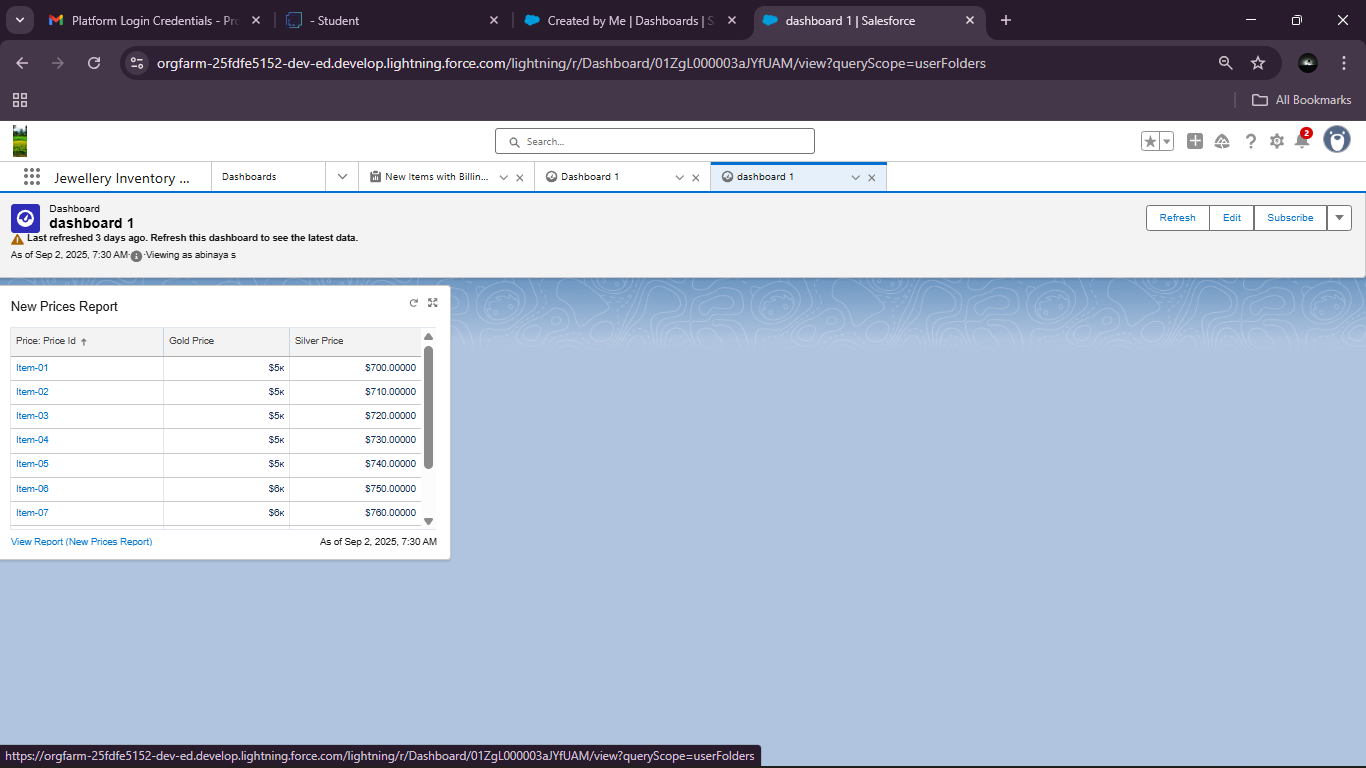 Platform Login Credentials - Pro
- Student
Created by Me | Dashboards | S
dashboard 1 | Salesforce
orgfarm-25fdfe5152-dev-ed.develop.lightning.force.com/lightning/r/Dashboard/01ZgL000003aJYfUAM/view?queryScope=userFolders
All Bookmarks
Search...
2
Jewellery Inventory ...
Dashboards
New Items with Billin...
Dashboard 1
dashboard 1
Dashboard
dashboard 1
Last refreshed 3 days ago. Refresh this dashboard to see the latest data.
As of Sep 2, 2025, 7:30 AM·Viewing as abinaya s
Refresh
Edit
Subscribe
New Prices Report
Price: Price Id ↑ Gold Price Silver Price
Item-01 $5K $700.00000
Item-02 $5K $710.00000
Item-03 $5K $720.00000
Item-04 $5K $730.00000
Item-05 $5K $740.00000
Item-06 $6K $750.00000
Item-07 $6K $760.00000
View Report (New Prices Report)
As of Sep 2, 2025, 7:30 AM
https://orgfarm-25fdfe5152-dev-ed.develop.lightning.force.com/lightning/r/Dashboard/01ZgL000003aJYfUAM/view?queryScope=userFolders